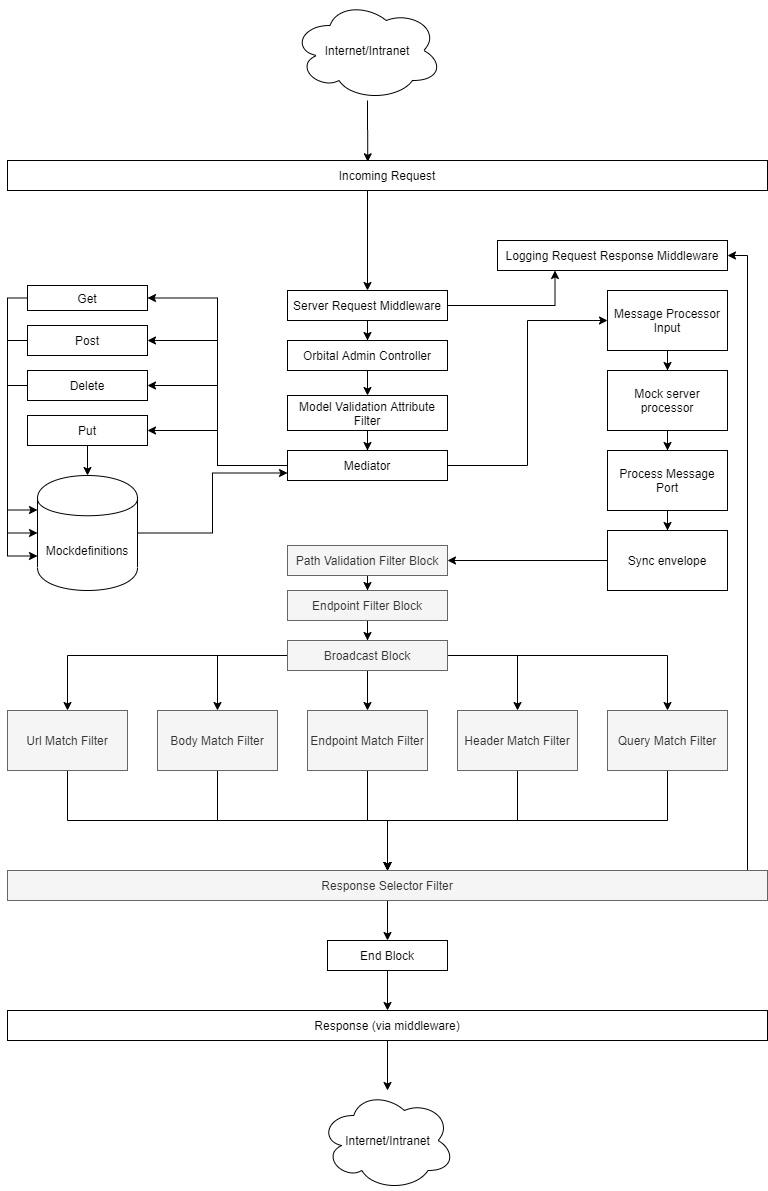 Internet/Intranet
Incoming Request
Logging Request Response Middleware
Get
Server Request Middleware
Message Processor
Input
Post
Orbital Admin Controller
Delete
Model Validation Attribute
Filter
Mock server
processor
Put
Mediator
Process Message
Port
Mockdefinitions
Path Validation Filter Block
Sync envelope
Endpoint Filter Block
Broadcast Block
Url Match Filter
Body Match Filter
Endpoint Match Filter
Header Match Filter
Query Match Filter
Response Selector Filter
End Block
Response (via middleware)
Internet/Intranet